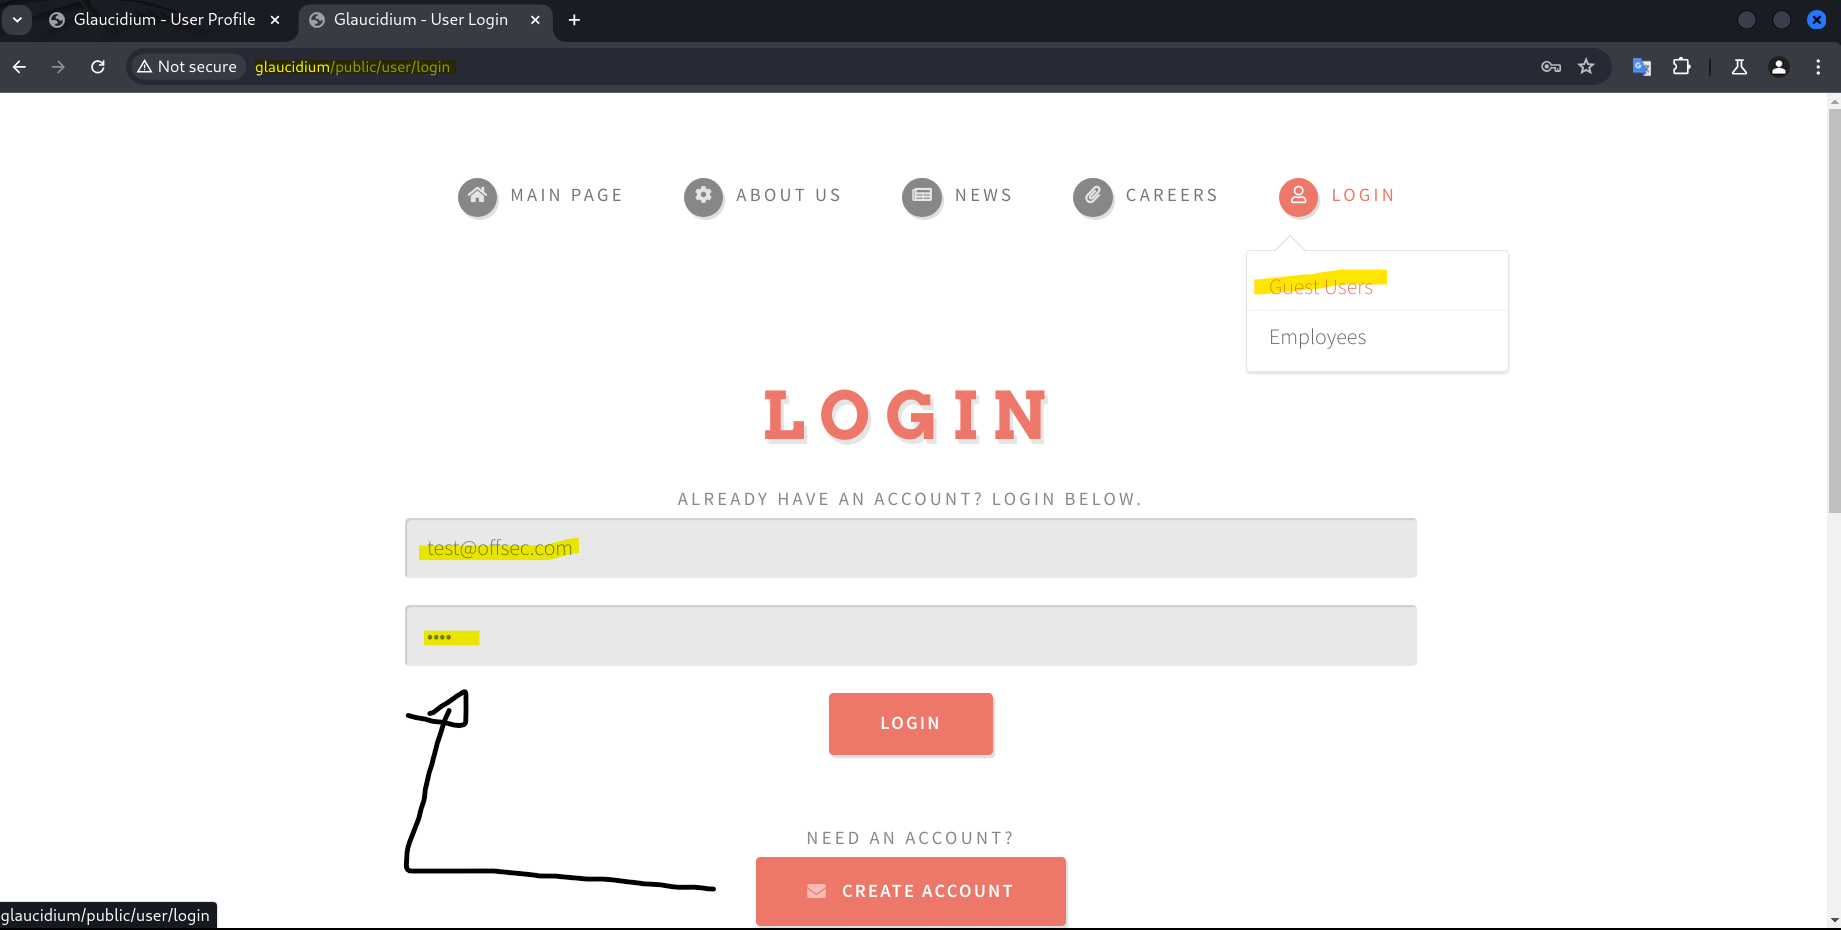 Glaucidium - User Profile
Glaucidium - User Login
Not secure
glaucidium/public/user/login
MAIN PAGE
ABOUT US
NEWS
CAREERS
LOGIN
Guest Users
Employees
LOGIN
ALREADY HAVE AN ACCOUNT? LOGIN BELOW.
test@offsec.com
••••
LOGIN
NEED AN ACCOUNT?
CREATE ACCOUNT
glaucidium/public/user/login